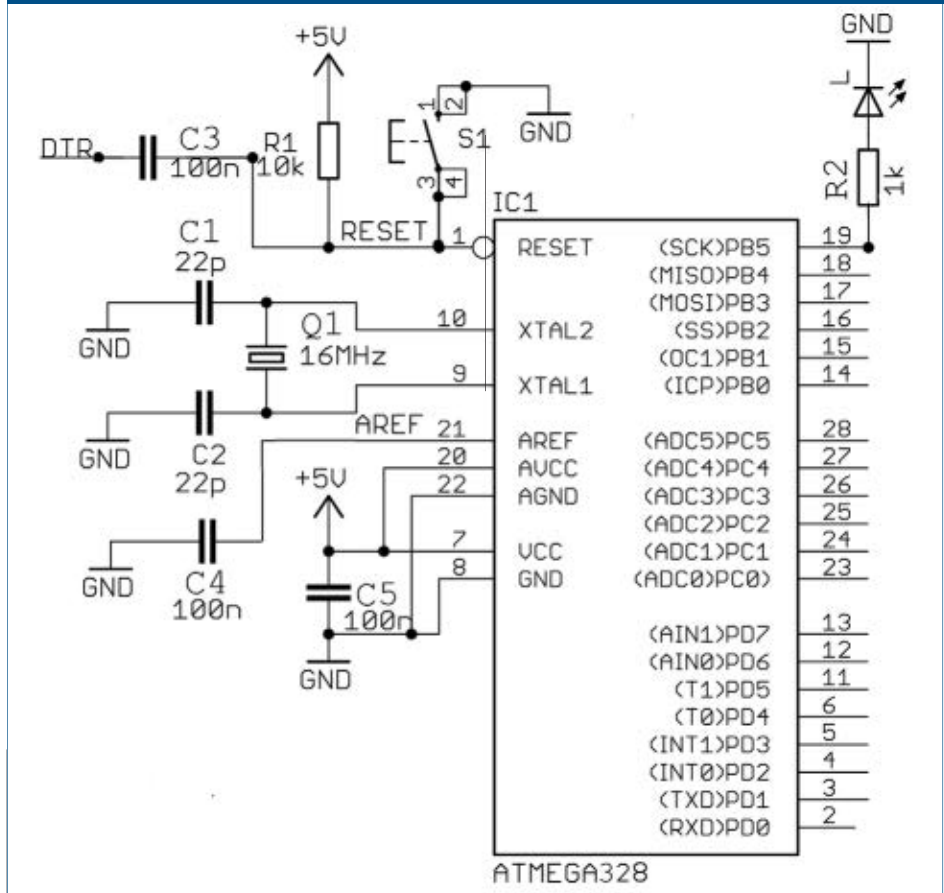 GND
+5V
L
1
2
S1
GND
DTR
C3
100n
R1
10k
R2
1k
3
4
IC1
C1
22p
RESET
1
RESET
(SCK)PB5
19
(MISO)PB4
18
(MOSI)PB3
17
GND
Q1
16MHz
10
XTAL2
(SS)PB2
16
(OC1)PB1
15
9
XTAL1
(ICP)PB0
14
GND
C2
22p
AREF
21
AREF
(ADC5)PC5
28
20
AVCC
(ADC4)PC4
27
+5V
22
AGND
(ADC3)PC3
26
(ADC2)PC2
25
7
VCC
(ADC1)PC1
24
GND
C4
100n
C5
100n
8
GND
(ADC0)PC0)
23
(AIN1)PD7
13
GND
(AIN0)PD6
12
(T1)PD5
11
(T0)PD4
6
(INT1)PD3
5
(INT0)PD2
4
(TXD)PD1
3
(RXD)PD0
2
ATMEGA328